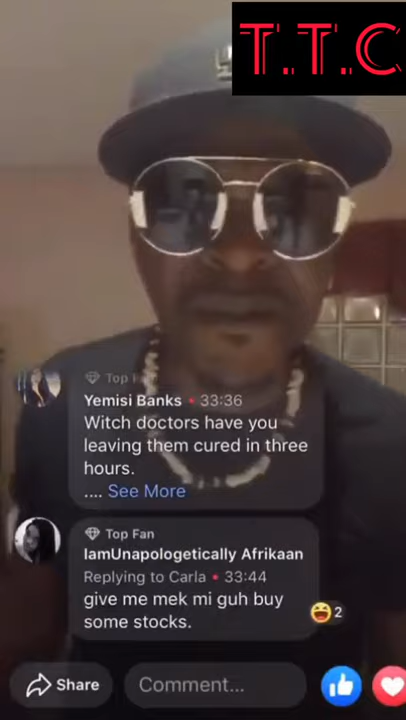 T.T.C
Top
Yemisi Banks • 33:36
Witch doctors have you
leaving them cured in three
hours.
.... See More
Top Fan
IamUnapologetically Afrikaan
Replying to Carla • 33:44
give me mek mi guh buy
some stocks.
2
Share
Comment...